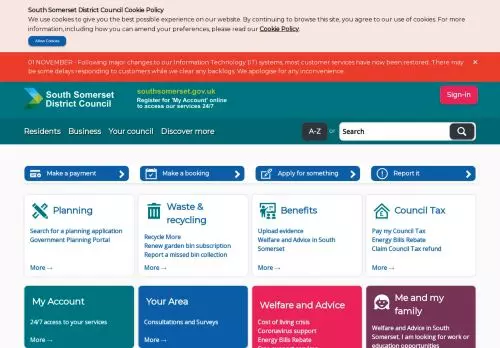 South Somerset District Council Cookie Policy
We use cookies to give you the best possible experience on our website. By continuing to browse this site, you agree to our use of cookies. For more
information, including how you can amend your preferences, please read our Cookie Policy.
Allow Cookies
01 NOVEMBER - Following major changes to our Information Technology (IT) systems, most customer services have now been restored. There may
be some delays responding to customers while we clear any backlogs. We apologise for any inconvenience.
×
South Somerset
District Council
southsomerset.gov.uk
Register for 'My Account' online
to access our services 24/7
Sign-in
Residents Business Your council Discover more
A-Z or Search
Make a payment
Make a booking
Apply for something
Report it
Planning
Search for a planning application
Government Planning Portal
More →
Waste &
recycling
Recycle More
Renew garden bin subscription
Report a missed bin collection
More →
Benefits
Upload evidence
Welfare and Advice in South
Somerset
More →
Council Tax
Pay my Council Tax
Energy Bills Rebate
Claim Council Tax refund
More →
My Account
24/7 access to your services
Your Area
Consultations and Surveys
Welfare and Advice
Cost of living crisis
Coronavirus support
Energy Bills Rebate
Me and my
family
Welfare and Advice in South
Somerset, I am looking for work or
education opportunities